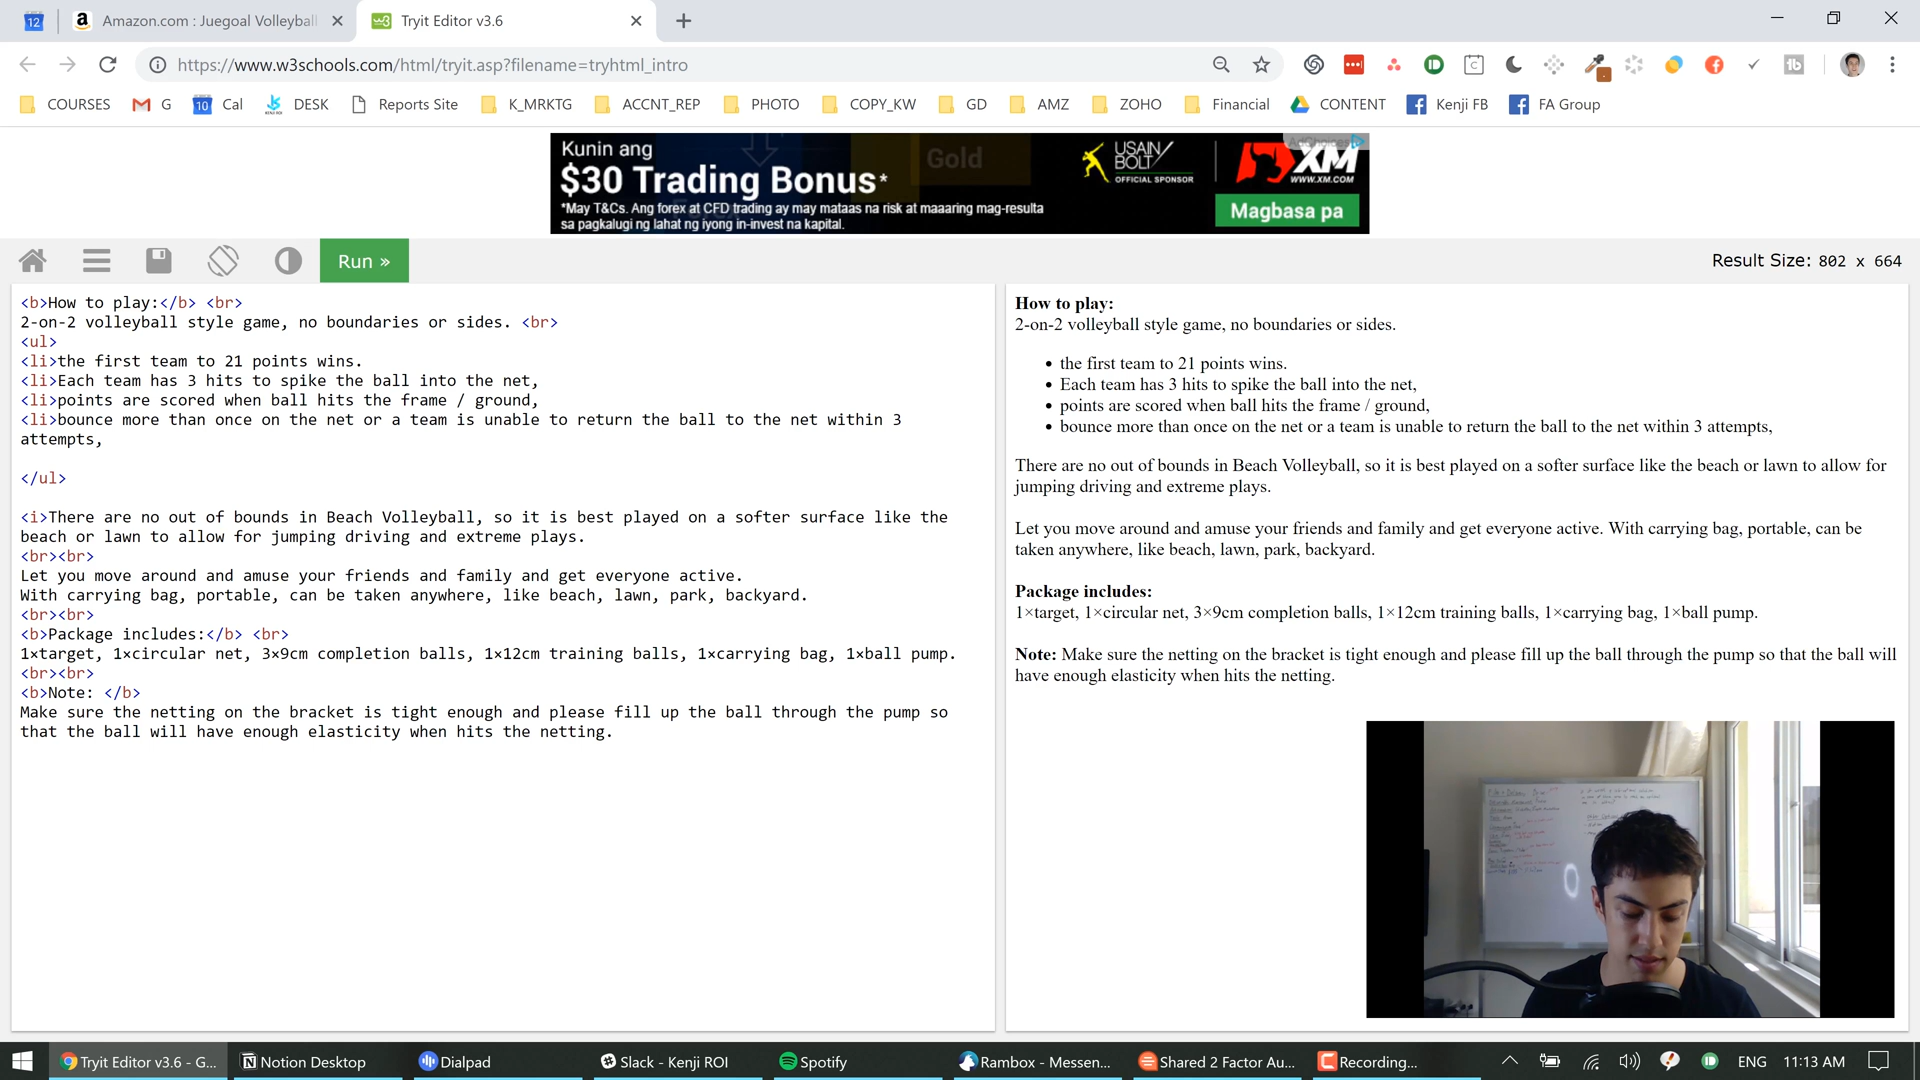 12
Amazon.com : Juegoal Volleyball
Tryit Editor v3.6
https://www.w3schools.com/html/tryit.asp?filename=tryhtml_intro
COURSES
G
10 Cal
DESK
Reports Site
K_MRKTG
ACCNT_REP
PHOTO
COPY_KW
GD
AMZ
ZOHO
Financial
CONTENT
Kenji FB
FA Group
Kunin ang
$30 Trading Bonus*
*May T&Cs. Ang forex at CFD trading ay may mataas na risk at maaaring mag-resulta
sa pagkalugi ng lahat ng iyong in-invest na kapital.
Gold
USAIN
BOLT
OFFICIAL SPONSOR
AdChoices
XM
WWW.XM.COM
Magbasa pa
Run »
Result Size: 802 x 664
<b>How to play:</b> <br>
2-on-2 volleyball style game, no boundaries or sides. <br>
<ul>
<li>the first team to 21 points wins.
<li>Each team has 3 hits to spike the ball into the net,
<li>points are scored when ball hits the frame / ground,
<li>bounce more than once on the net or a team is unable to return the ball to the net within 3
attempts,
</ul>
<i>There are no out of bounds in Beach Volleyball, so it is best played on a softer surface like the
beach or lawn to allow for jumping driving and extreme plays.
<br><br>
Let you move around and amuse your friends and family and get everyone active.
With carrying bag, portable, can be taken anywhere, like beach, lawn, park, backyard.
<br><br>
<b>Package includes:</b> <br>
1×target, 1×circular net, 3×9cm completion balls, 1×12cm training balls, 1×carrying bag, 1×ball pump.
<br><br>
<b>Note: </b>
Make sure the netting on the bracket is tight enough and please fill up the ball through the pump so
that the ball will have enough elasticity when hits the netting.
How to play:
2-on-2 volleyball style game, no boundaries or sides.
• the first team to 21 points wins.
• Each team has 3 hits to spike the ball into the net,
• points are scored when ball hits the frame / ground,
• bounce more than once on the net or a team is unable to return the ball to the net within 3 attempts,
There are no out of bounds in Beach Volleyball, so it is best played on a softer surface like the beach or lawn to allow for
jumping driving and extreme plays.
Let you move around and amuse your friends and family and get everyone active. With carrying bag, portable, can be
taken anywhere, like beach, lawn, park, backyard.
Package includes:
1×target, 1×circular net, 3×9cm completion balls, 1×12cm training balls, 1×carrying bag, 1×ball pump.
Note: Make sure the netting on the bracket is tight enough and please fill up the ball through the pump so that the ball will
have enough elasticity when hits the netting.
Tryit Editor v3.6 - G...
Notion Desktop
Dialpad
Slack - Kenji ROI
Spotify
Rambox - Messen...
Shared 2 Factor Au...
Recording...
ENG
11:13 AM